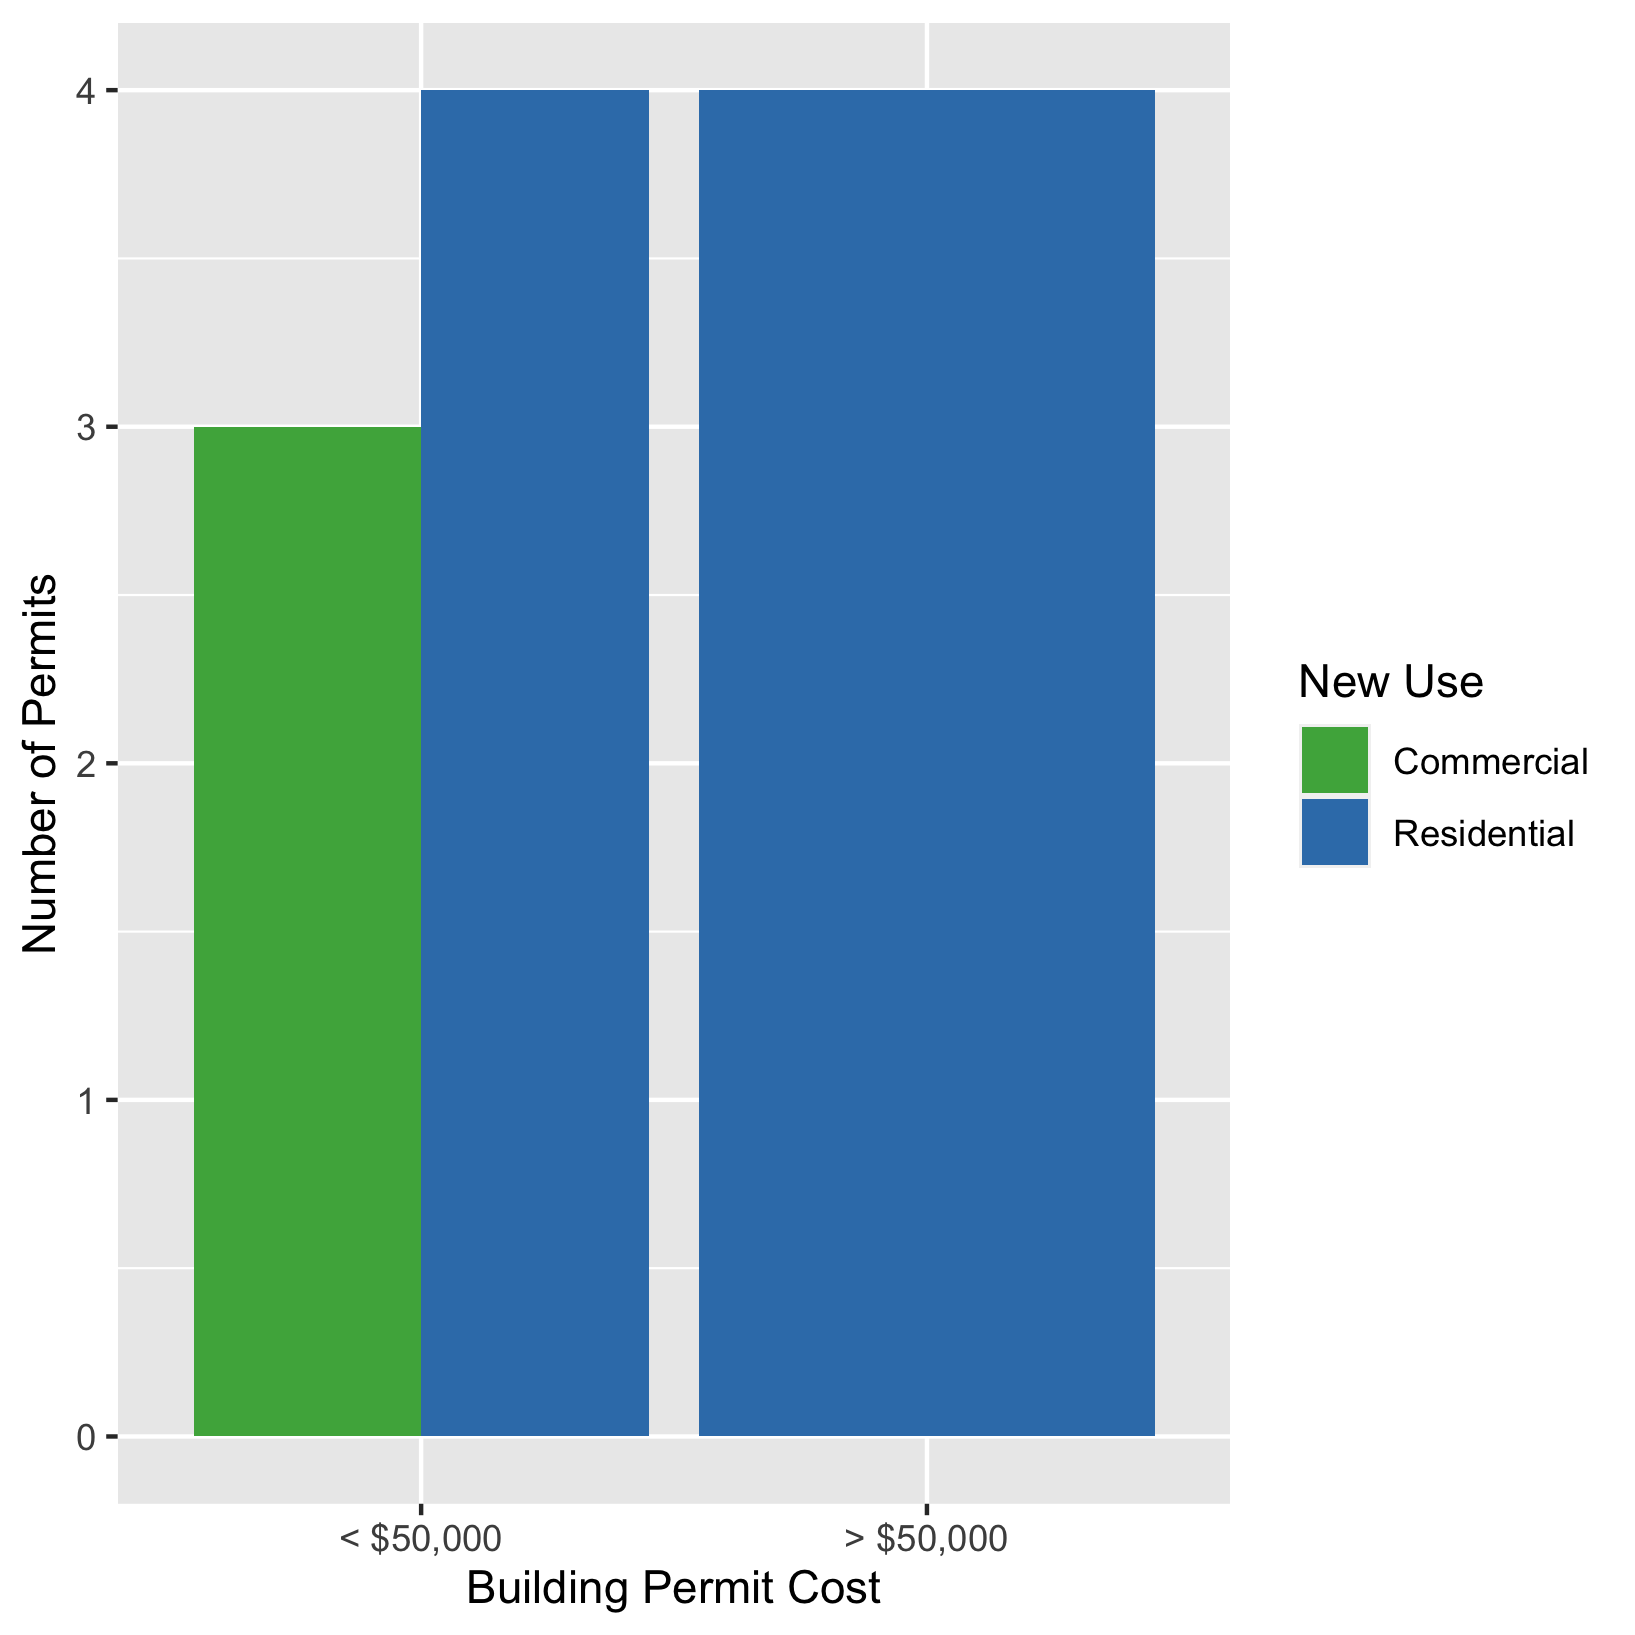 4
3
2
1
0
Number of Permits
< $50,000
> $50,000
Building Permit Cost
New Use
Commercial
Residential